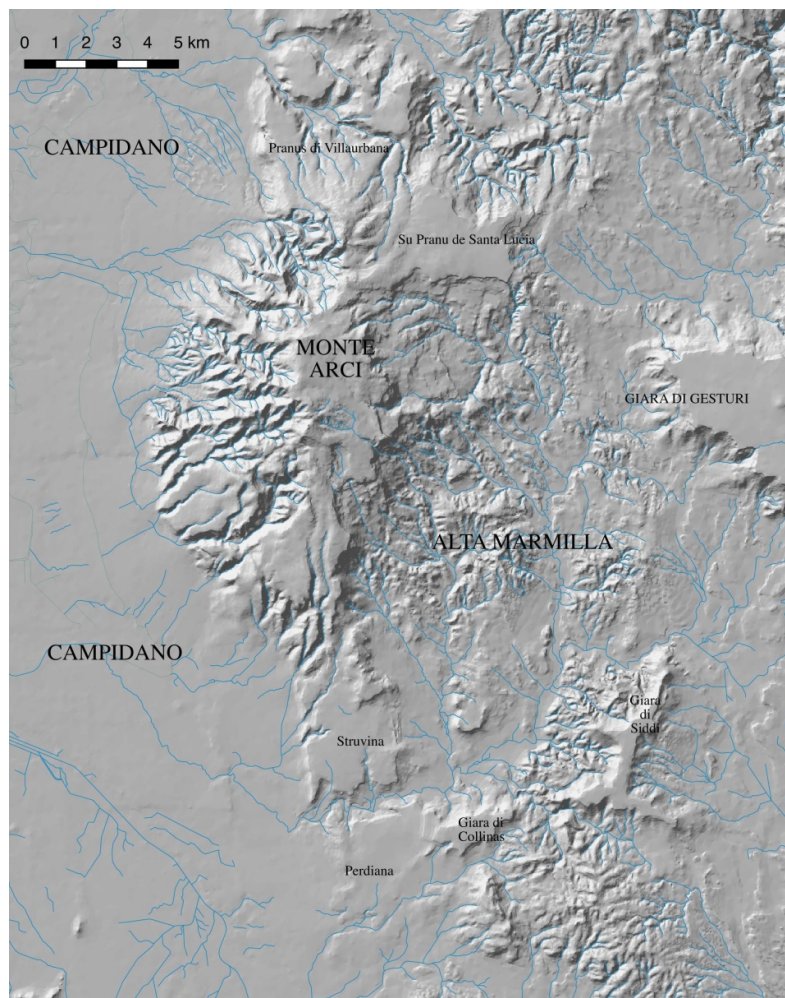 0 1 2 3 4 5 km
CAMPIDANO
Pranus di Villaurbana
Su Pranu de Santa Lucia
MONTE
ARCI
GIARA DI GESTURI
ALTA MARMILLA
CAMPIDANO
Giara
di
Siddi
Struvina
Giara di
Collinas
Perdiana